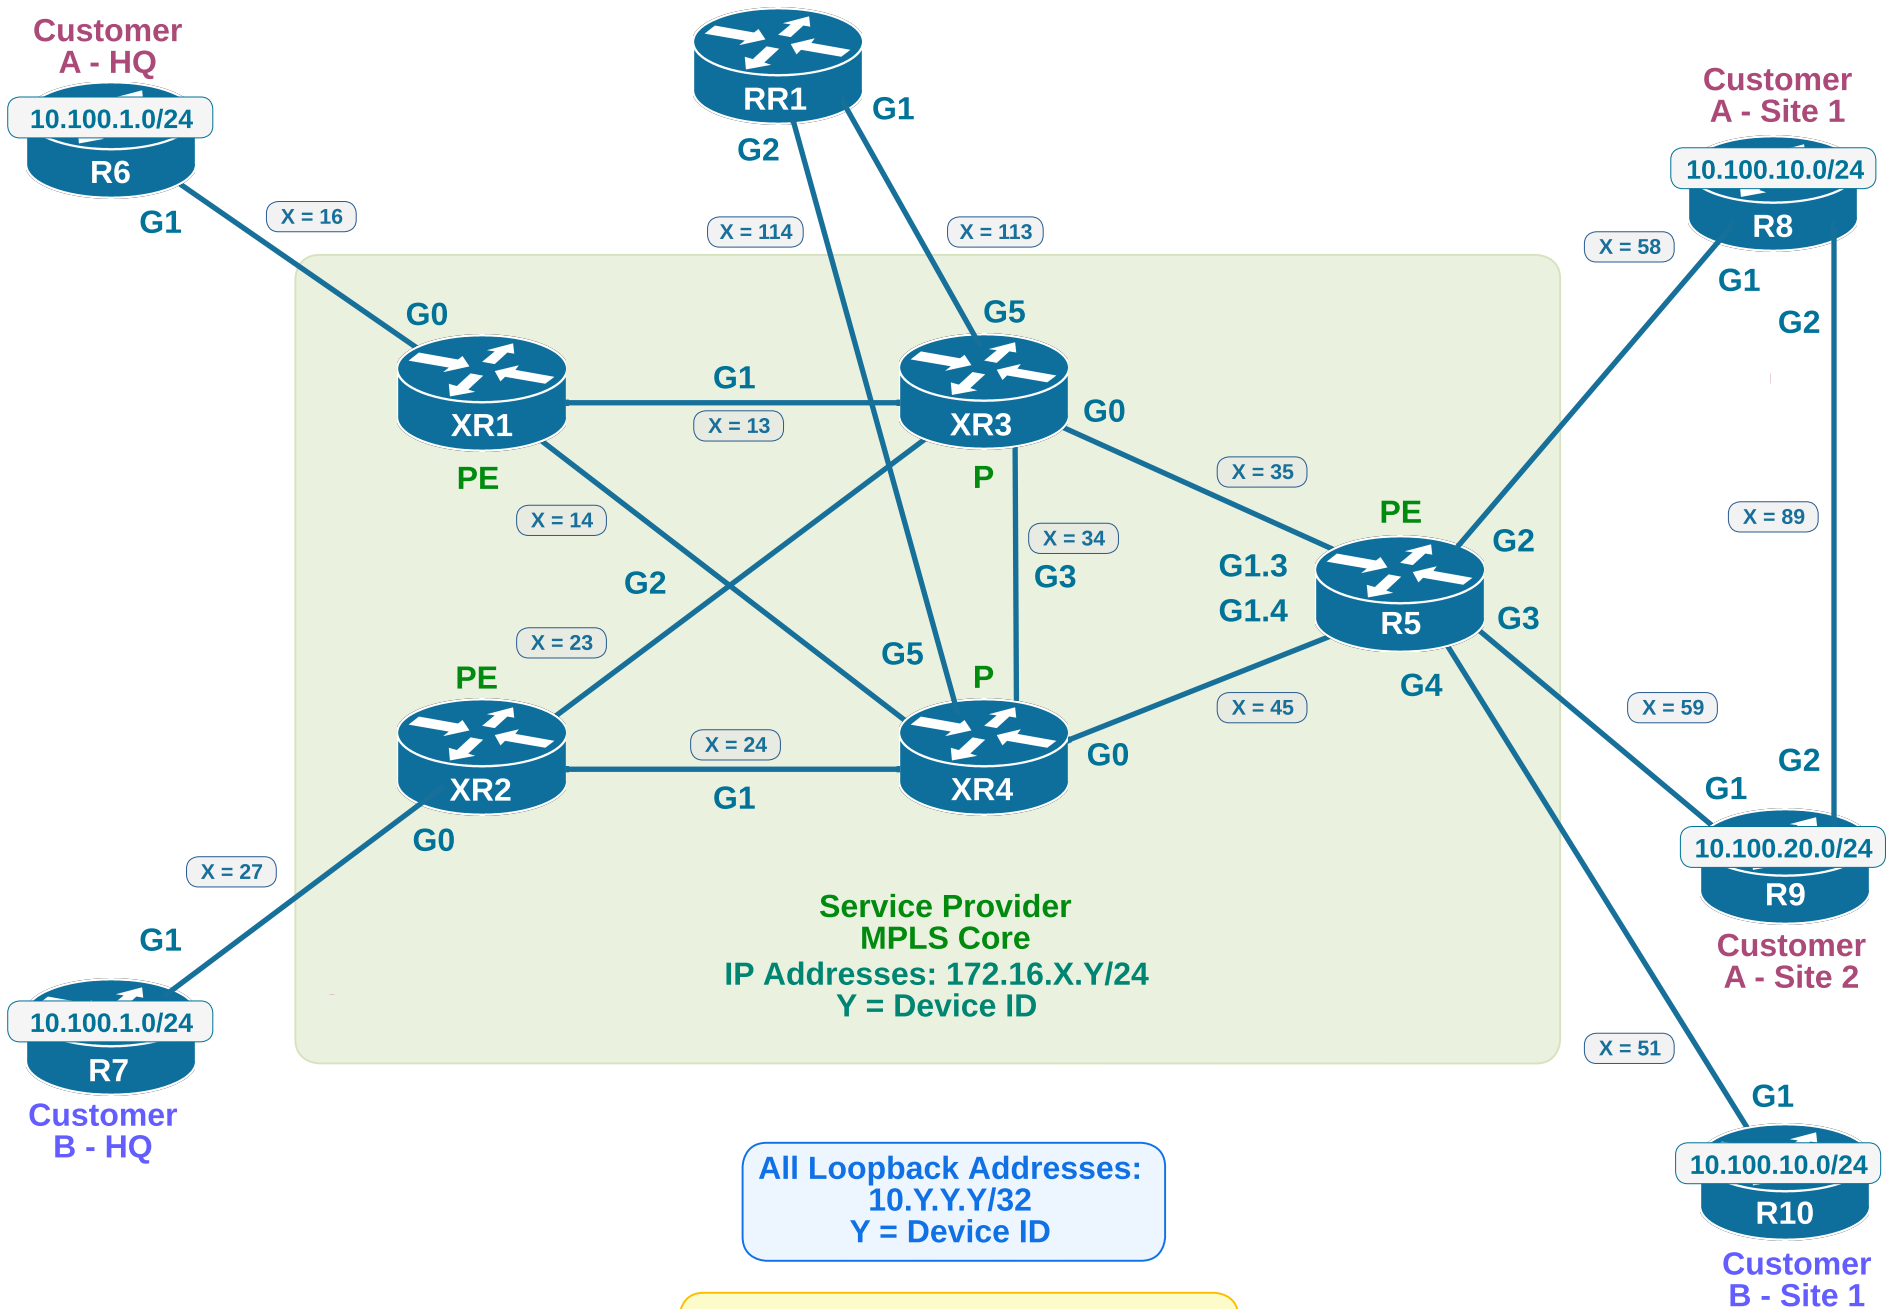 Customer
A - HQ
10.100.1.0/24
R6
G1
X = 16
RR1
G1
G2
X = 114
X = 113
Customer
A - Site 1
10.100.10.0/24
R8
X = 58
G1
G2
G0
XR1
PE
G1
X = 13
G5
XR3
P
G0
X = 14
G2
X = 23
X = 34
G3
X = 35
PE
G1.3
G1.4
R5
G2
G3
G4
X = 89
PE
XR2
G0
X = 24
G1
G5
P
XR4
G0
X = 45
X = 59
G2
G1
10.100.20.0/24
R9
Customer
A - Site 2
X = 27
G1
10.100.1.0/24
R7
Customer
B - HQ
Service Provider
MPLS Core
IP Addresses: 172.16.X.Y/24
Y = Device ID
X = 51
G1
10.100.10.0/24
R10
Customer
B - Site 1
All Loopback Addresses:
10.Y.Y.Y/32
Y = Device ID